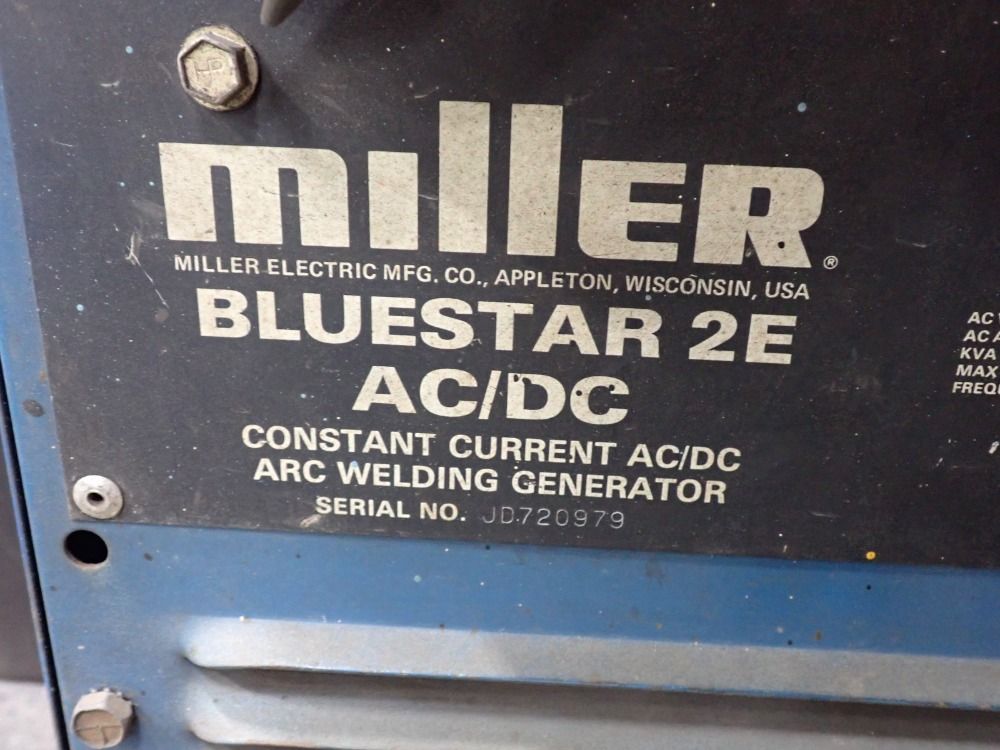 HP
miller®
MILLER ELECTRIC MFG. CO., APPLETON, WISCONSIN, USA
BLUESTAR 2E
AC/DC
CONSTANT CURRENT AC/DC
ARC WELDING GENERATOR
SERIAL NO. JD720979
AC
AC
KVA
MAX